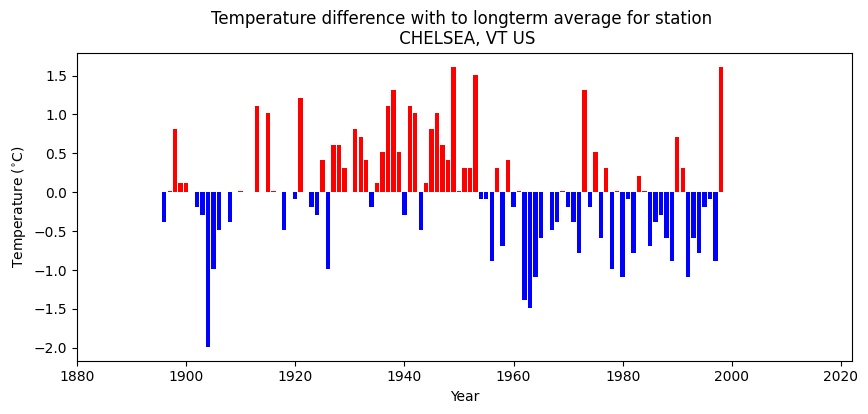 Temperature difference with to longterm average for station
CHELSEA, VT US
Temperature (°C)
1.5
1.0
0.5
0.0
−0.5
−1.0
−1.5
−2.0
1880 1900 1920 1940 1960 1980 2000 2020
Year